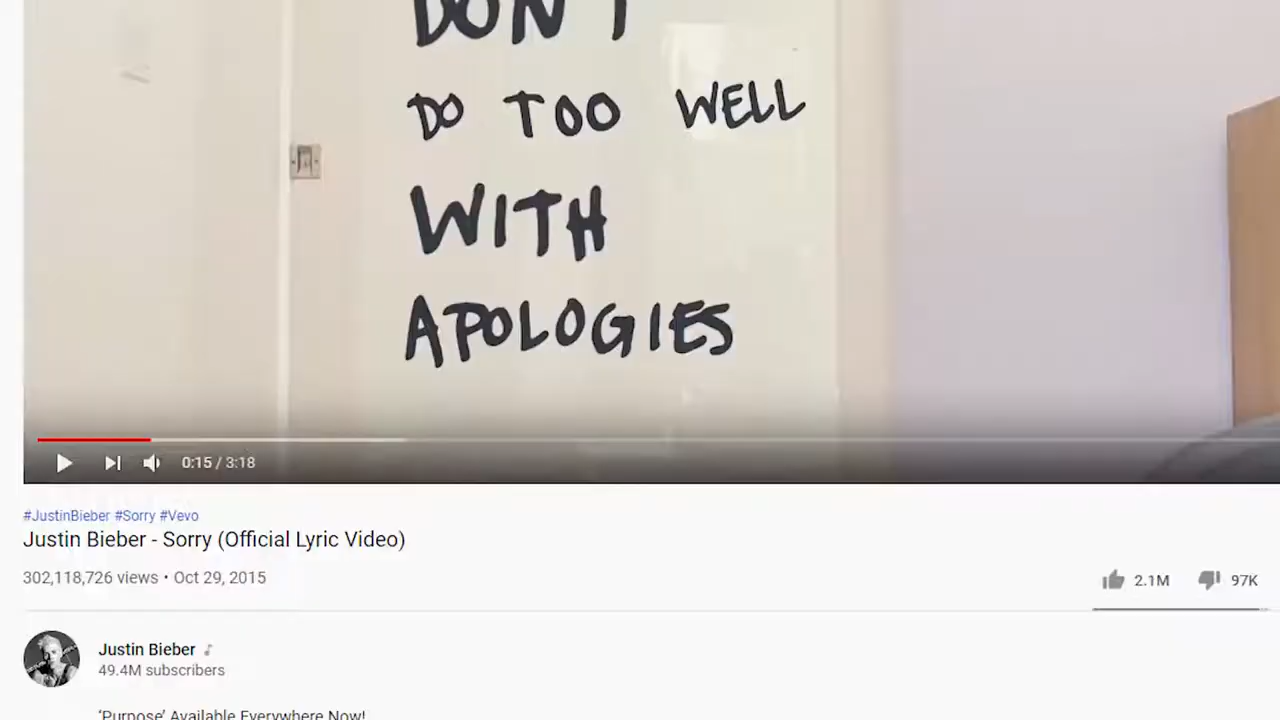 DON'T
DO TOO WELL
WITH
APOLOGIES
0:15 / 3:18
#JustinBieber #Sorry #Vevo
Justin Bieber - Sorry (Official Lyric Video)
302,118,726 views • Oct 29, 2015
2.1M 97K
Justin Bieber
49.4M subscribers
'Purpose' Available Everywhere Now!